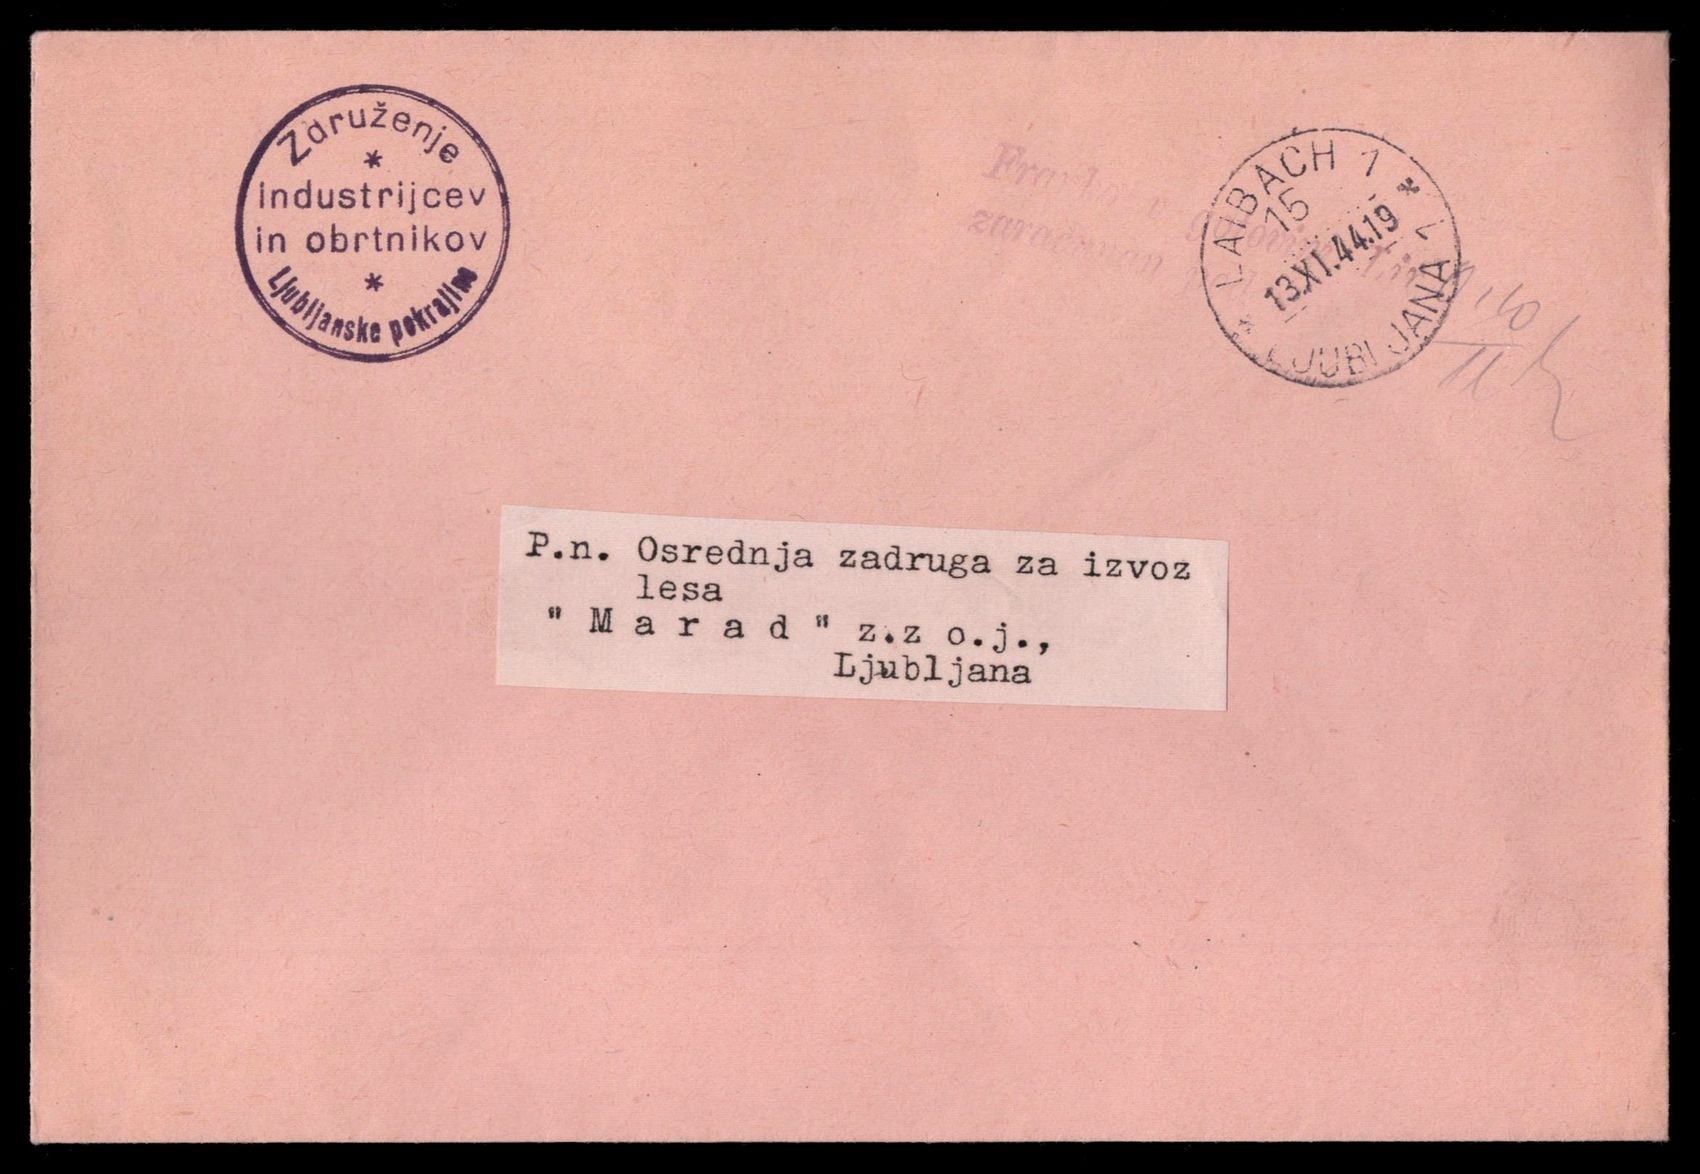 Združenje
industrijcev
in obrtnikov
Ljubljanske pokrajine
v
LAIBACH 1
15
13.XI.44.19
LJUBLJANA 1
P.n. Osrednja zadruga za izvoz
lesa
" M a r a d " z.z o.j.,
Ljubljana